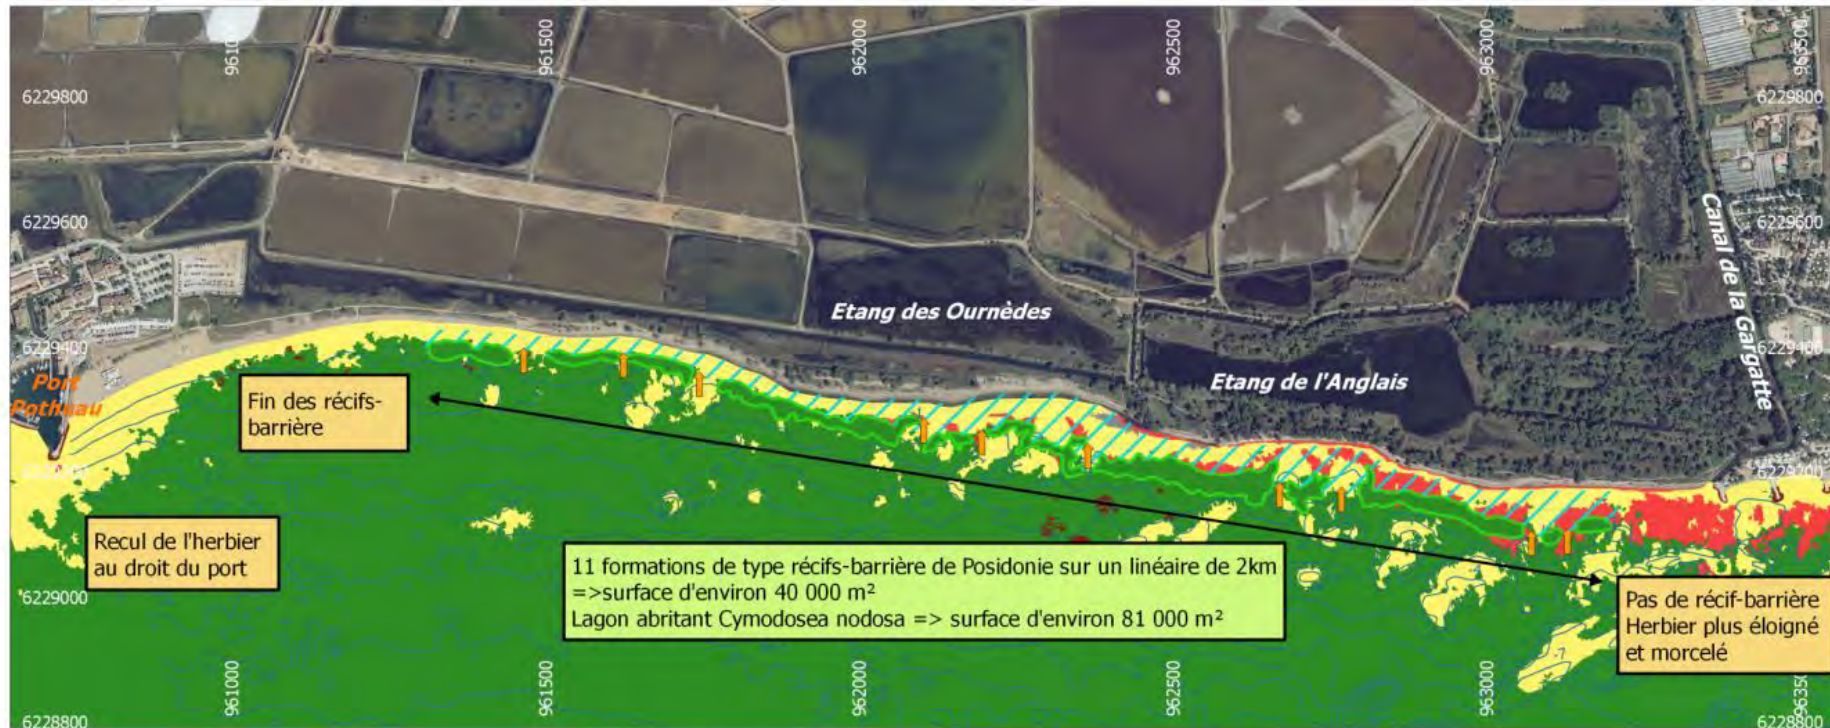 961000
961500
962000
962500
963000
963500
6229800
6229800
6229600
6229600
Canal de la Gargatte
Etang des Ournèdes
Etang de l'Anglais
6229400
6229400
Port
Pothuau
Fin des récifs-
barrière
6229200
6229200
Recul de l'herbier
au droit du port
11 formations de type récifs-barrière de Posidonie sur un linéaire de 2km
=>surface d'environ 40 000 m²
Lagon abritant Cymodosea nodosa => surface d'environ 81 000 m²
Pas de récif-barrière
Herbier plus éloigné
et morcelé
6229000
961000
961500
962000
962500
963000
963500
6228800
6228800